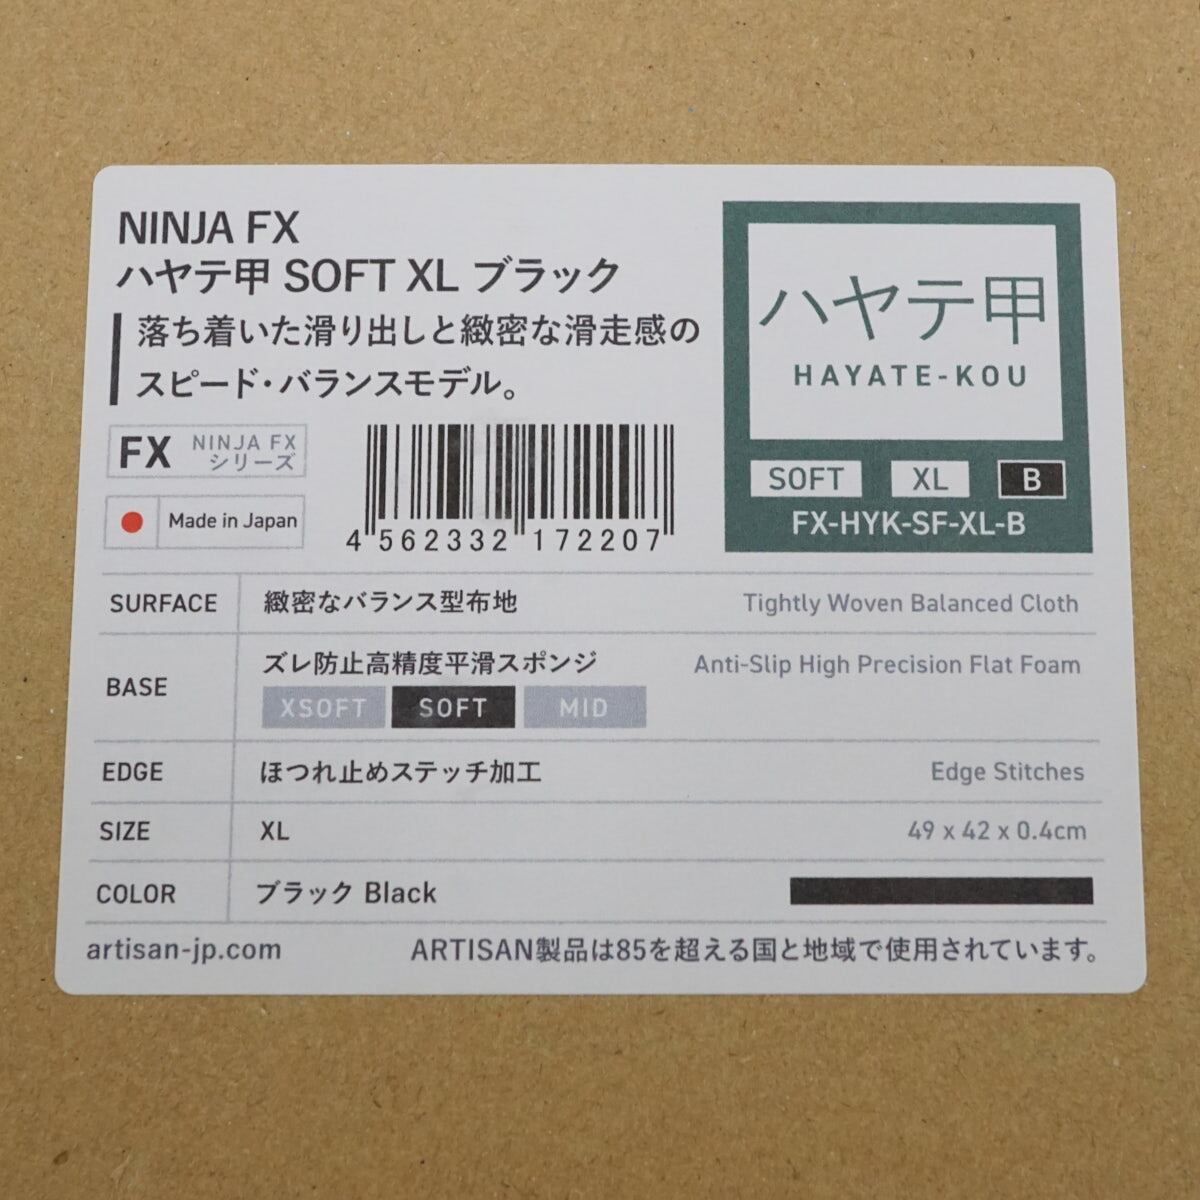 NINJA FX
ハヤテ甲 SOFT XL ブラック
落ち着いた滑り出しと緻密な滑走感の
スピード・バランスモデル。
FX NINJA FX
シリーズ
Made in Japan
4 562332 172207
ハヤテ甲
HAYATE-KOU
SOFT XL B
FX-HYK-SF-XL-B
SURFACE 緻密なバランス型布地 Tightly Woven Balanced Cloth
BASE ズレ防止高精度平滑スポンジ Anti-Slip High Precision Flat Foam
XSOFT SOFT MID
EDGE ほつれ止めステッチ加工 Edge Stitches
SIZE XL 49 x 42 x 0.4cm
COLOR ブラック Black
artisan-jp.com ARTISAN製品は85を超える国と地域で使用されています。